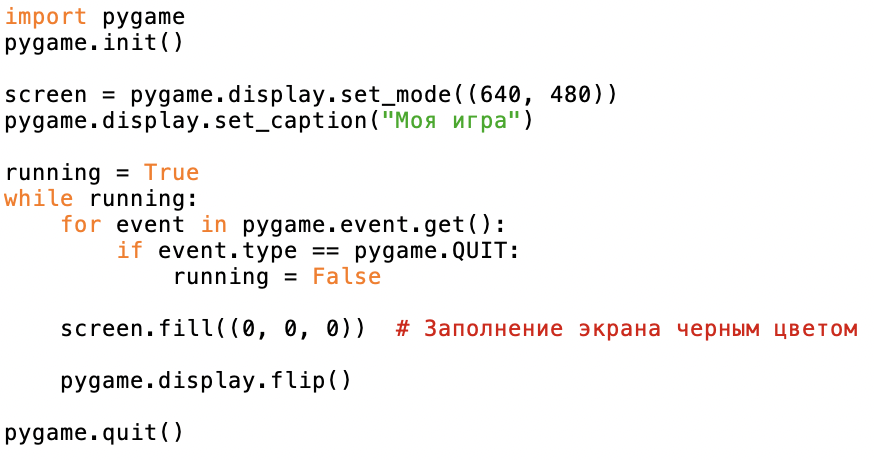 import pygame
pygame.init()

screen = pygame.display.set_mode((640, 480))
pygame.display.set_caption("Моя игра")

running = True
while running:
    for event in pygame.event.get():
        if event.type == pygame.QUIT:
            running = False

    screen.fill((0, 0, 0))  # Заполнение экрана черным цветом

    pygame.display.flip()

pygame.quit()